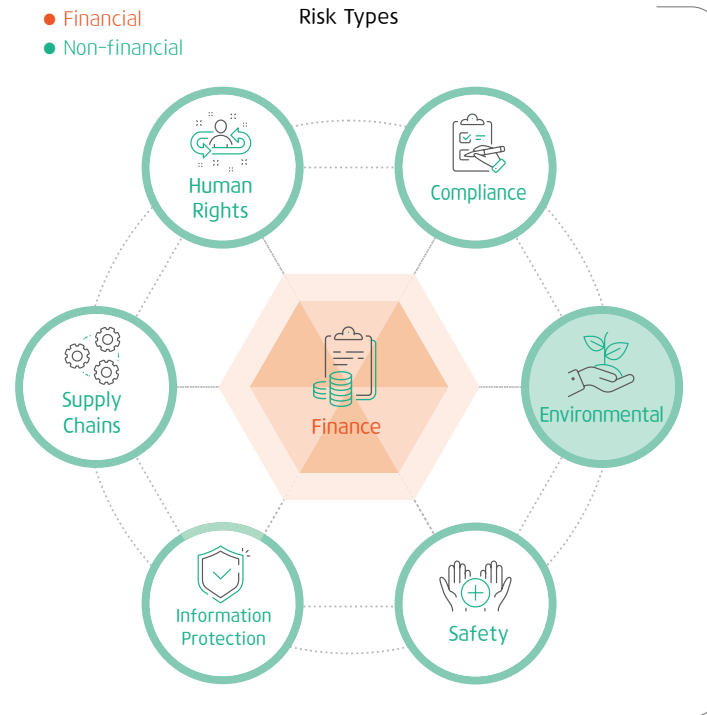 Risk Types
Financial
Non-financial
Human
Rights
Compliance
Supply
Chains
Finance
Environmental
Information
Protection
Safety